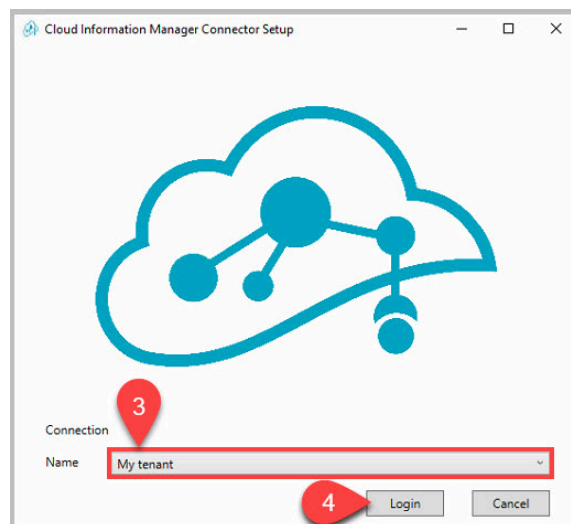 Cloud Information Manager Connector Setup
3
Connection
Name My tenant
4 Login Cancel